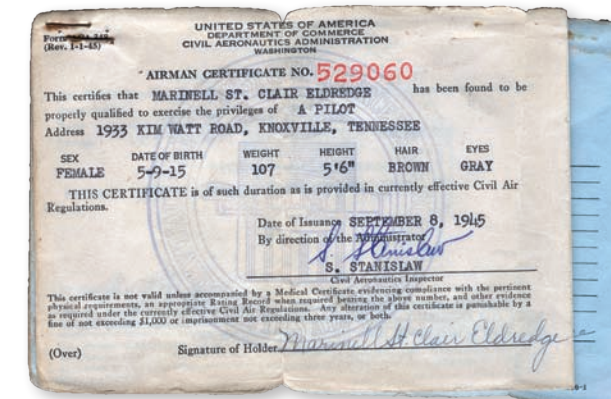 UNITED STATES OF AMERICA
DEPARTMENT OF COMMERCE
Form
CIVIL AERONAUTICS ADMINISTRATION
(Rev. 1-1-45)
WASHINGTON
AIRMAN CERTIFICATE NO. 529060
This certifies that MARINELL ST. CLAIR ELDREDGE has been found to be
properly qualified to exercise the privileges of A PILOT
Address 1933 KIM WATT ROAD, KNOXVILLE, TENNESSEE
SEX DATE OF BIRTH WEIGHT HEIGHT HAIR EYES
FEMALE 5-9-15 107 5'6" BROWN GRAY
THIS CERTIFICATE is of such duration as is provided in currently effective Civil Air
Regulations.
Date of Issuance SEPTEMBER 8, 1945
By direction of the Administrator
S. Stanislaw
S. STANISLAW
Civil Aeronautics Inspector
This certificate is not valid unless accompanied by a Medical Certificate evidencing compliance with the pertinent
physical requirements, an appropriate Rating Record when required bearing the above number, and other evidence
as required under the currently effective Civil Air Regulations. Any alteration of this certificate is punishable by a
fine of not exceeding $1,000 or imprisonment not exceeding three years, or both.
(Over) Signature of Holder Marinell St. Clair Eldredge